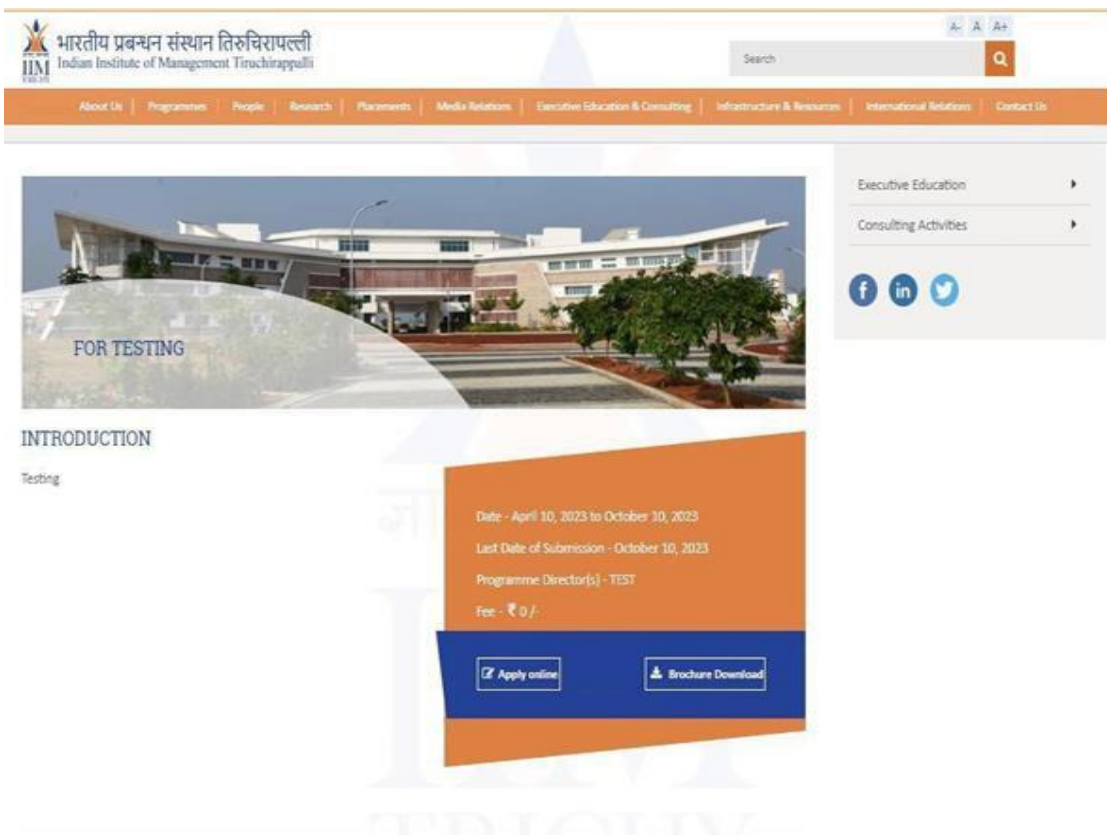 भारतीय प्रबन्धन संस्थान तिरुचिरापल्ली
Indian Institute of Management Tiruchirappalli
IIM
A- A A+
Search
About Us | Programmes | People | Research | Placements | Media Relations | Executive Education & Consulting | Infrastructure & Resources | International Relations | Contact Us
Executive Education
Consulting Activities
f in
FOR TESTING
INTRODUCTION
Testing
Date - April 10, 2023 to October 10, 2023
Last Date of Submission - October 10, 2023
Programme Director(s) - TEST
Fee - ₹ 0 /-
Apply online
Brochure Download
IIM
TRICHY